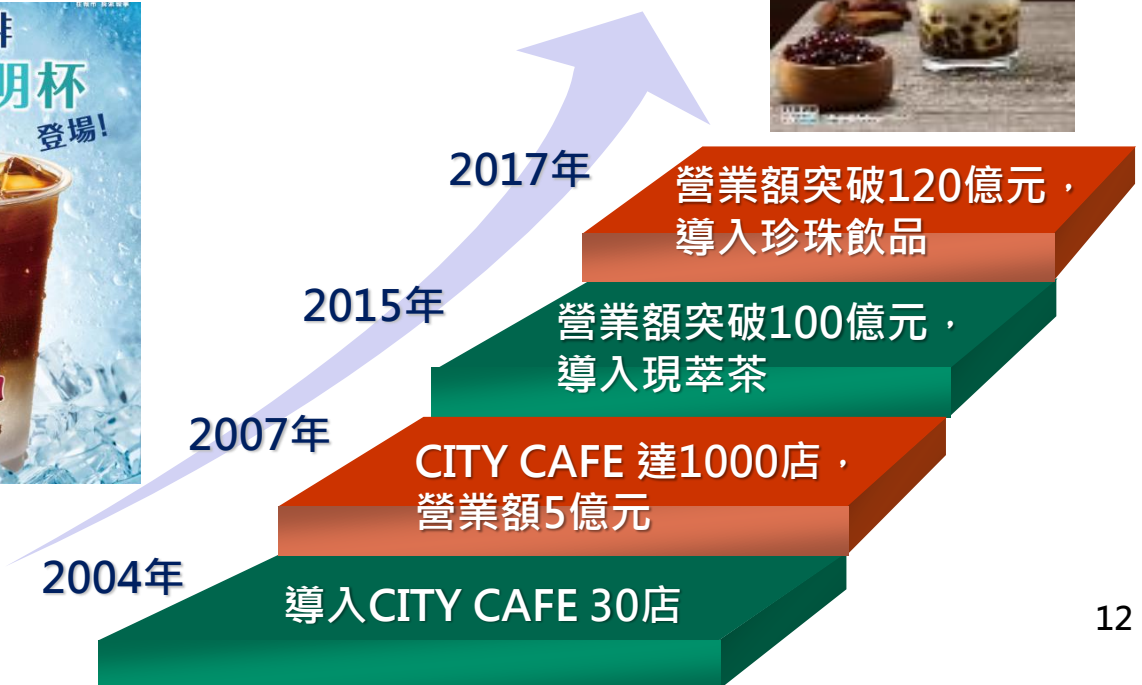 明杯
登場!
2017年
營業額突破120億元，
導入珍珠飲品
2015年
營業額突破100億元，
導入現萃茶
2007年
CITY CAFE 達1000店，
營業額5億元
2004年
導入CITY CAFE 30店
12